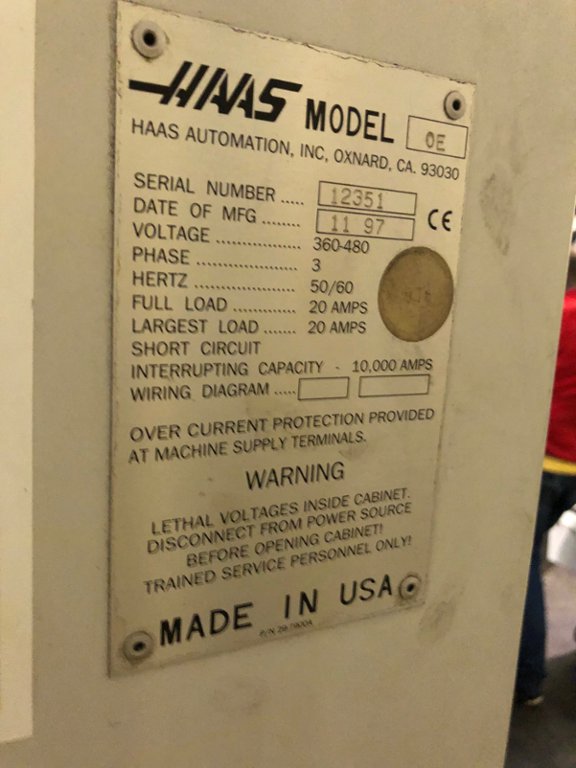 HAAS MODEL 0E
HAAS AUTOMATION, INC, OXNARD, CA. 93030
SERIAL NUMBER ..... 12351
DATE OF MFG ........ 11 97
CE
VOLTAGE ................. 360-480
PHASE .................... 3
HERTZ .................... 50/60
FULL LOAD ............. 20 AMPS
LARGEST LOAD ....... 20 AMPS
SHORT CIRCUIT
INTERRUPTING CAPACITY - 10,000 AMPS
WIRING DIAGRAM .....
OVER CURRENT PROTECTION PROVIDED
AT MACHINE SUPPLY TERMINALS.
WARNING
LETHAL VOLTAGES INSIDE CABINET.
DISCONNECT FROM POWER SOURCE
BEFORE OPENING CABINET!
TRAINED SERVICE PERSONNEL ONLY!
MADE IN USA
P/N